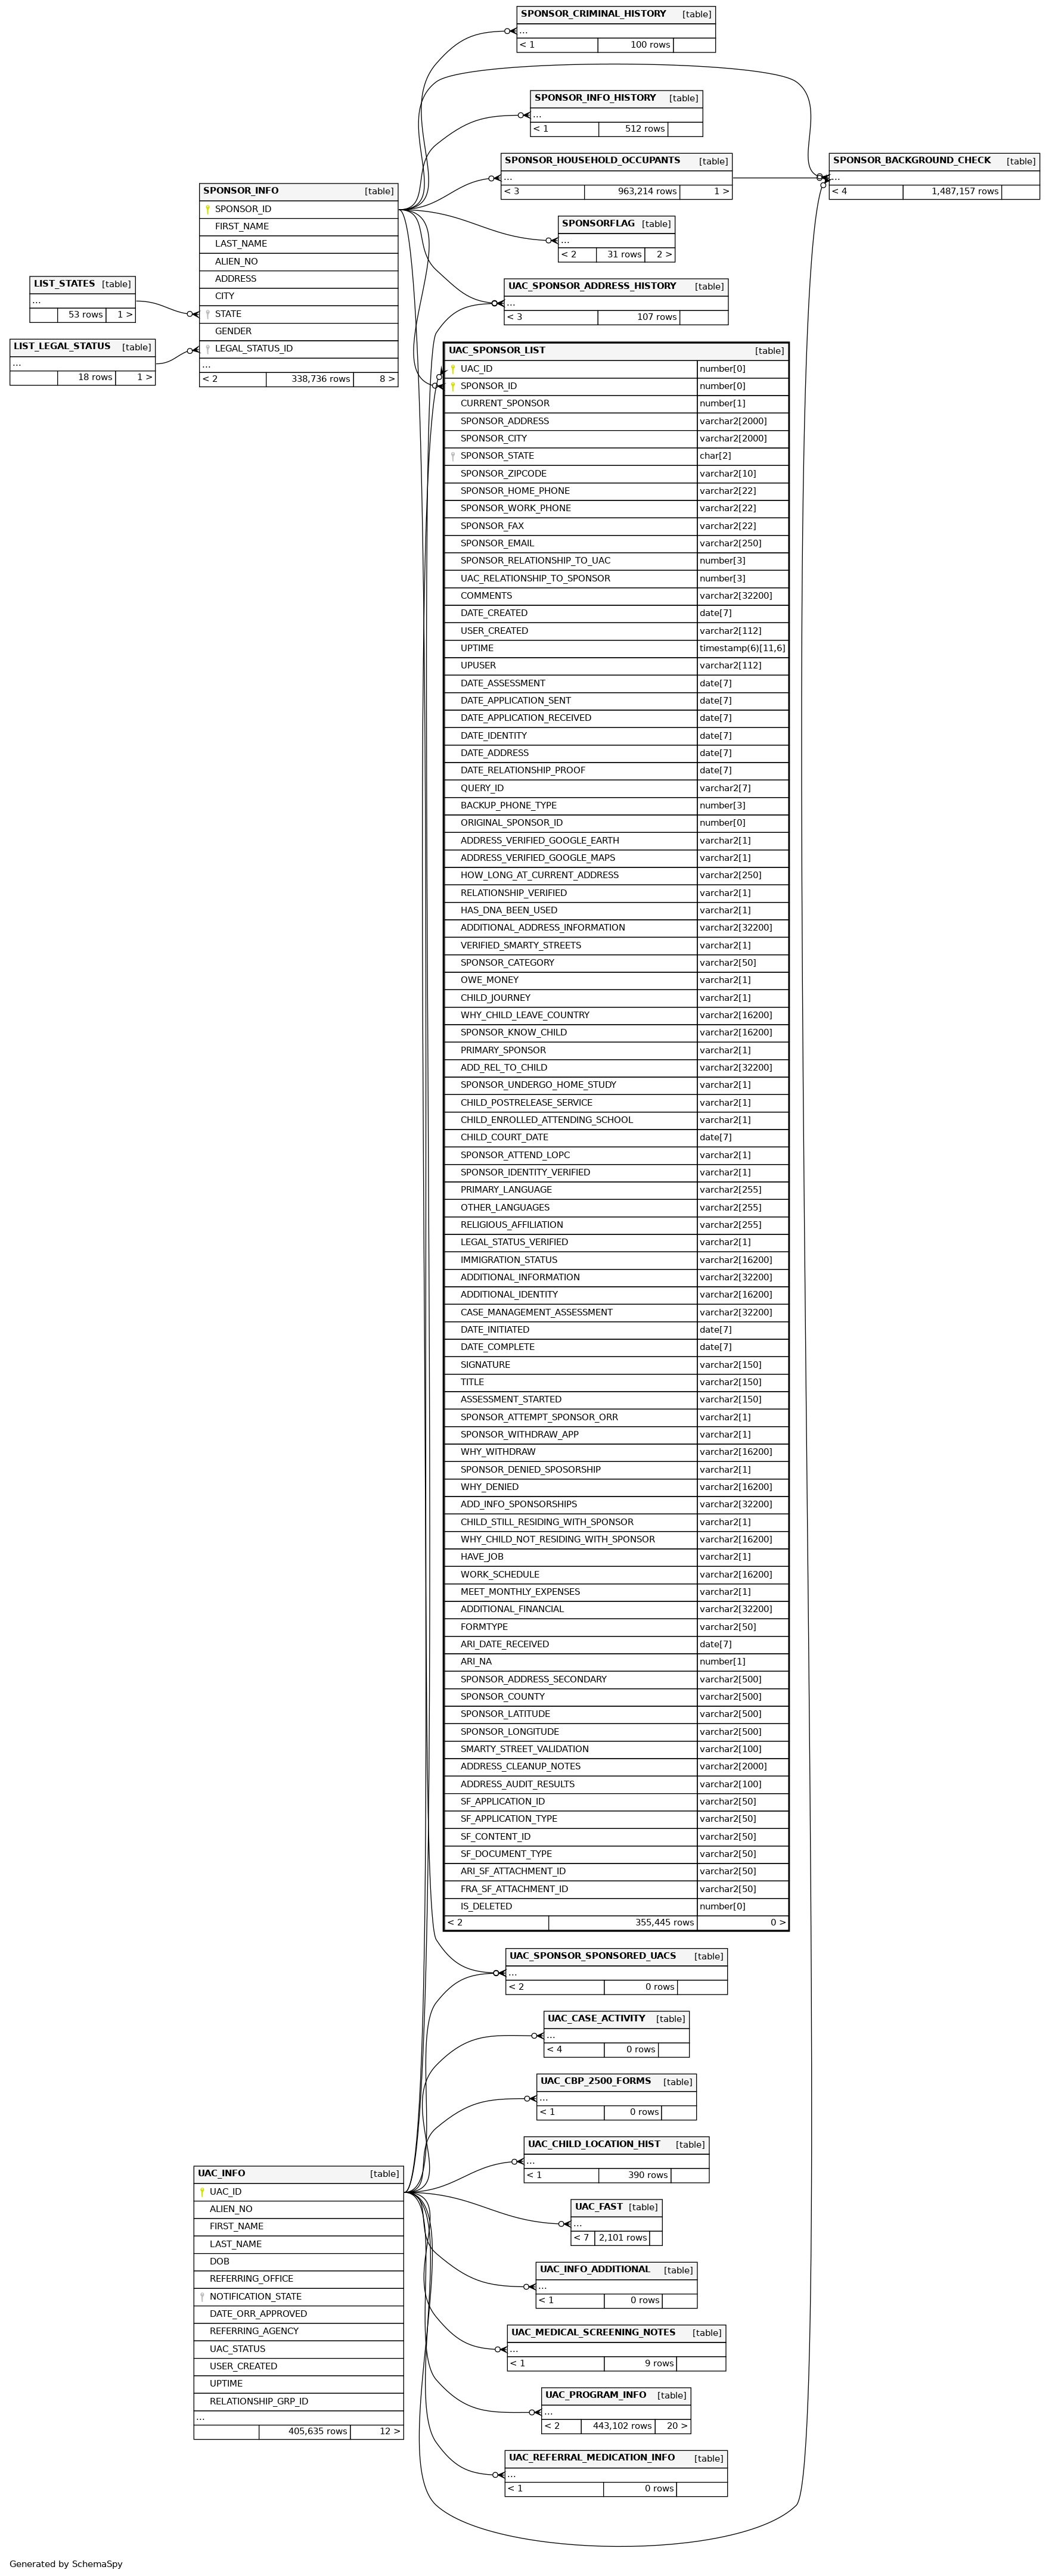 SPONSOR_CRIMINAL_HISTORY [table]
...
< 1 100 rows
SPONSOR_INFO_HISTORY [table]
...
< 1 512 rows
SPONSOR_HOUSEHOLD_OCCUPANTS [table]
...
< 3 963,214 rows 1 >
SPONSOR_BACKGROUND_CHECK [table]
...
< 4 1,487,157 rows
SPONSORFLAG [table]
...
< 2 31 rows 2 >
UAC_SPONSOR_ADDRESS_HISTORY [table]
...
< 3 107 rows
SPONSOR_INFO [table]
SPONSOR_ID
FIRST_NAME
LAST_NAME
ALIEN_NO
ADDRESS
CITY
STATE
GENDER
LEGAL_STATUS_ID
...
< 2 338,736 rows 8 >
LIST_STATES [table]
...
53 rows 1 >
LIST_LEGAL_STATUS [table]
...
18 rows 1 >
UAC_SPONSOR_LIST [table]
UAC_ID number[0]
SPONSOR_ID number[0]
CURRENT_SPONSOR number[1]
SPONSOR_ADDRESS varchar2[2000]
SPONSOR_CITY varchar2[2000]
SPONSOR_STATE char[2]
SPONSOR_ZIPCODE varchar2[10]
SPONSOR_HOME_PHONE varchar2[22]
SPONSOR_WORK_PHONE varchar2[22]
SPONSOR_FAX varchar2[22]
SPONSOR_EMAIL varchar2[250]
SPONSOR_RELATIONSHIP_TO_UAC number[3]
UAC_RELATIONSHIP_TO_SPONSOR number[3]
COMMENTS varchar2[32200]
DATE_CREATED date[7]
USER_CREATED varchar2[112]
UPTIME timestamp(6)[11,6]
UPUSER varchar2[112]
DATE_ASSESSMENT date[7]
DATE_APPLICATION_SENT date[7]
DATE_APPLICATION_RECEIVED date[7]
DATE_IDENTITY date[7]
DATE_ADDRESS date[7]
DATE_RELATIONSHIP_PROOF date[7]
QUERY_ID varchar2[7]
BACKUP_PHONE_TYPE number[3]
ORIGINAL_SPONSOR_ID number[0]
ADDRESS_VERIFIED_GOOGLE_EARTH varchar2[1]
ADDRESS_VERIFIED_GOOGLE_MAPS varchar2[1]
HOW_LONG_AT_CURRENT_ADDRESS varchar2[250]
RELATIONSHIP_VERIFIED varchar2[1]
HAS_DNA_BEEN_USED varchar2[1]
ADDITIONAL_ADDRESS_INFORMATION varchar2[32200]
VERIFIED_SMARTY_STREETS varchar2[1]
SPONSOR_CATEGORY varchar2[50]
OWE_MONEY varchar2[1]
CHILD_JOURNEY varchar2[1]
WHY_CHILD_LEAVE_COUNTRY varchar2[16200]
SPONSOR_KNOW_CHILD varchar2[16200]
PRIMARY_SPONSOR varchar2[1]
ADD_REL_TO_CHILD varchar2[32200]
SPONSOR_UNDERGO_HOME_STUDY varchar2[1]
CHILD_POSTRELEASE_SERVICE varchar2[1]
CHILD_ENROLLED_ATTENDING_SCHOOL varchar2[1]
CHILD_COURT_DATE date[7]
SPONSOR_ATTEND_LOPC varchar2[1]
SPONSOR_IDENTITY_VERIFIED varchar2[1]
PRIMARY_LANGUAGE varchar2[255]
OTHER_LANGUAGES varchar2[255]
RELIGIOUS_AFFILIATION varchar2[255]
LEGAL_STATUS_VERIFIED varchar2[1]
IMMIGRATION_STATUS varchar2[16200]
ADDITIONAL_INFORMATION varchar2[32200]
ADDITIONAL_IDENTITY varchar2[16200]
CASE_MANAGEMENT_ASSESSMENT varchar2[32200]
DATE_INITIATED date[7]
DATE_COMPLETE date[7]
SIGNATURE varchar2[150]
TITLE varchar2[150]
ASSESSMENT_STARTED varchar2[150]
SPONSOR_ATTEMPT_SPONSOR_ORR varchar2[1]
SPONSOR_WITHDRAW_APP varchar2[1]
WHY_WITHDRAW varchar2[16200]
SPONSOR_DENIED_SPOSORSHIP varchar2[1]
WHY_DENIED varchar2[16200]
ADD_INFO_SPONSORSHIPS varchar2[32200]
CHILD_STILL_RESIDING_WITH_SPONSOR varchar2[1]
WHY_CHILD_NOT_RESIDING_WITH_SPONSOR varchar2[16200]
HAVE_JOB varchar2[1]
WORK_SCHEDULE varchar2[16200]
MEET_MONTHLY_EXPENSES varchar2[1]
ADDITIONAL_FINANCIAL varchar2[32200]
FORMTYPE varchar2[50]
ARI_DATE_RECEIVED date[7]
ARI_NA number[1]
SPONSOR_ADDRESS_SECONDARY varchar2[500]
SPONSOR_COUNTY varchar2[500]
SPONSOR_LATITUDE varchar2[500]
SPONSOR_LONGITUDE varchar2[500]
SMARTY_STREET_VALIDATION varchar2[100]
ADDRESS_CLEANUP_NOTES varchar2[2000]
ADDRESS_AUDIT_RESULTS varchar2[100]
SF_APPLICATION_ID varchar2[50]
SF_APPLICATION_TYPE varchar2[50]
SF_CONTENT_ID varchar2[50]
SF_DOCUMENT_TYPE varchar2[50]
ARI_SF_ATTACHMENT_ID varchar2[50]
FRA_SF_ATTACHMENT_ID varchar2[50]
IS_DELETED number[0]
< 2 355,445 rows 0 >
UAC_SPONSOR_SPONSORED_UACS [table]
...
< 2 0 rows
UAC_CASE_ACTIVITY [table]
...
< 4 0 rows
UAC_CBP_2500_FORMS [table]
...
< 1 0 rows
UAC_CHILD_LOCATION_HIST [table]
...
< 1 390 rows
UAC_INFO [table]
UAC_ID
ALIEN_NO
FIRST_NAME
LAST_NAME
DOB
REFERRING_OFFICE
NOTIFICATION_STATE
DATE_ORR_APPROVED
REFERRING_AGENCY
UAC_STATUS
USER_CREATED
UPTIME
RELATIONSHIP_GRP_ID
...
405,635 rows 12 >
UAC_FAST [table]
...
< 7 2,101 rows
UAC_INFO_ADDITIONAL [table]
...
< 1 0 rows
UAC_MEDICAL_SCREENING_NOTES [table]
...
< 1 9 rows
UAC_PROGRAM_INFO [table]
...
< 2 443,102 rows 20 >
UAC_REFERRAL_MEDICATION_INFO [table]
...
< 1 0 rows
Generated by SchemaSpy